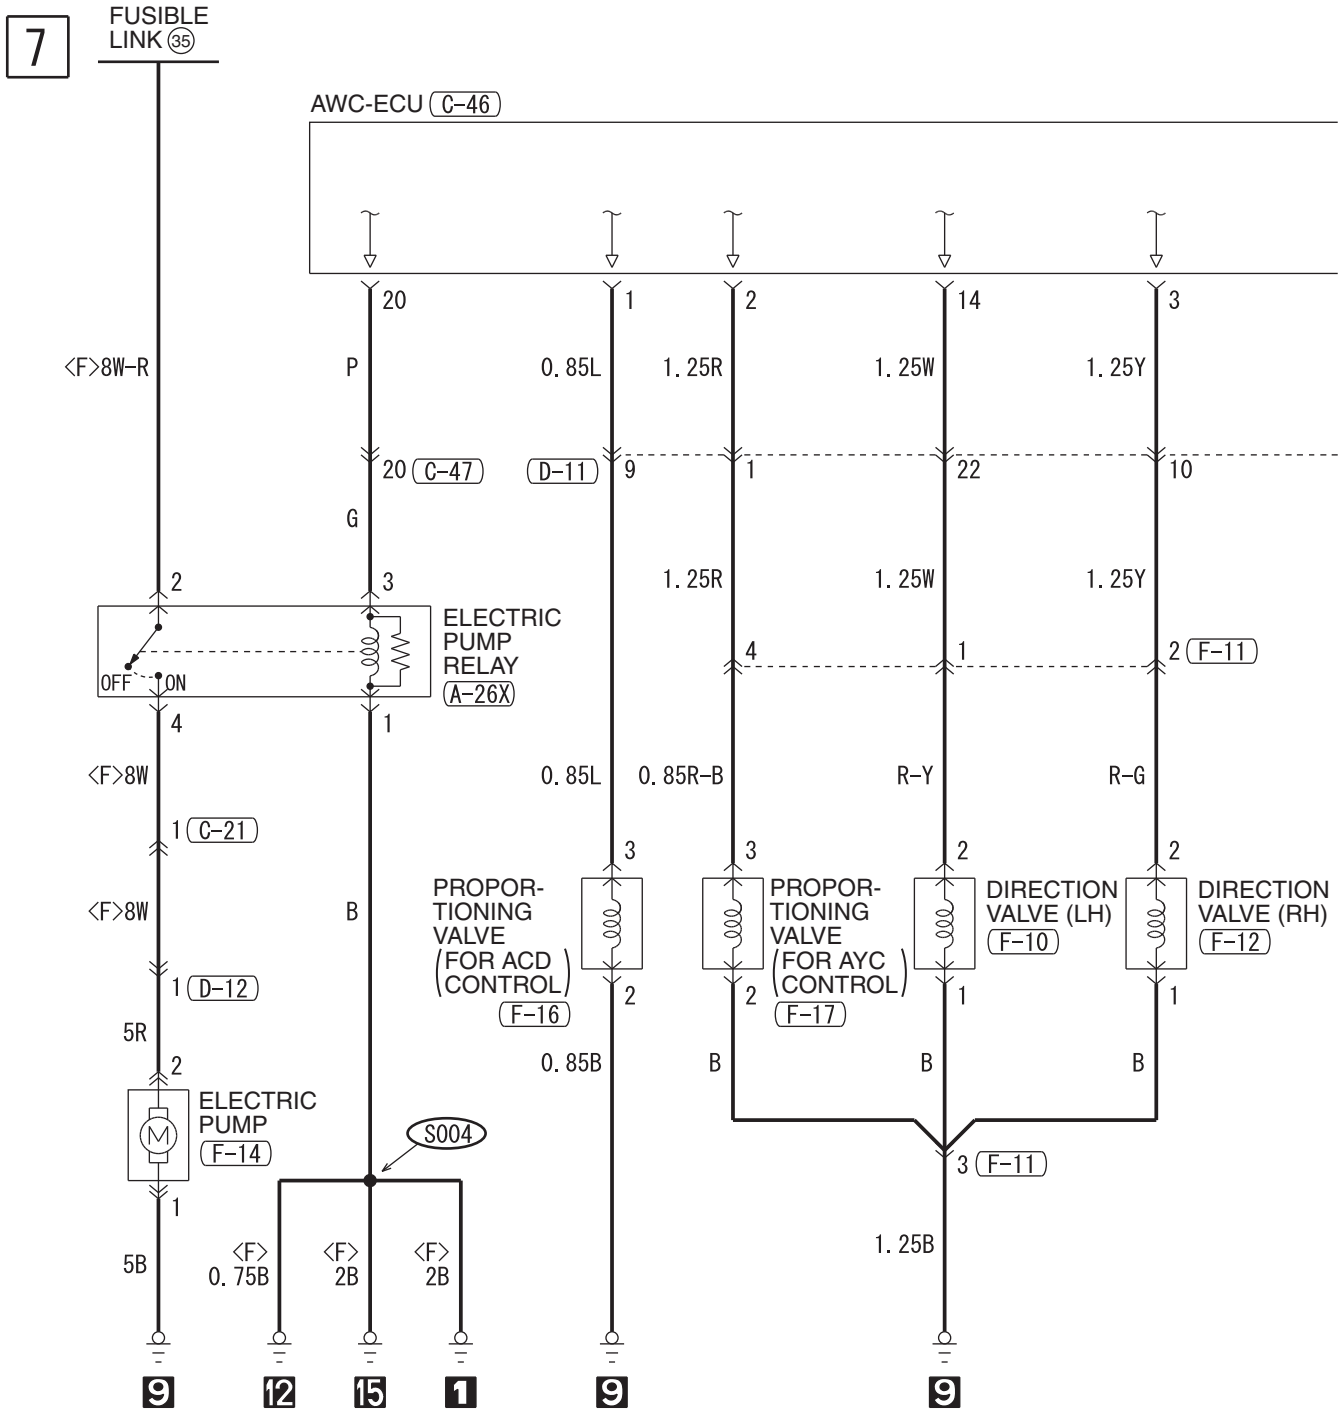 7
FUSIBLE
LINK 35
AWC-ECU C-46
20
1
2
14
3
<F>8W-R
P
0.85L
1.25R
1.25W
1.25Y
20 C-47
D-11 9
1
22
10
G
2
3
1.25R
1.25W
1.25Y
ELECTRIC
PUMP
RELAY
A-26X
OFF
ON
4
1
2 F-11
4
1
<F>8W
0.85L
0.85R-B
R-Y
R-G
1 C-21
3
3
2
2
<F>8W
B
PROPOR-
TIONING
VALVE
(FOR ACD
CONTROL)
F-16
PROPOR-
TIONING
VALVE
(FOR AYC
CONTROL)
F-17
DIRECTION
VALVE (LH)
F-10
DIRECTION
VALVE (RH)
F-12
1 D-12
2
2
1
1
5R
0.85B
B
B
B
2
ELECTRIC
PUMP
F-14
M
S004
3 F-11
1
5B
<F>
0.75B
<F>
2B
<F>
2B
1.25B
9
12
15
1
9
9